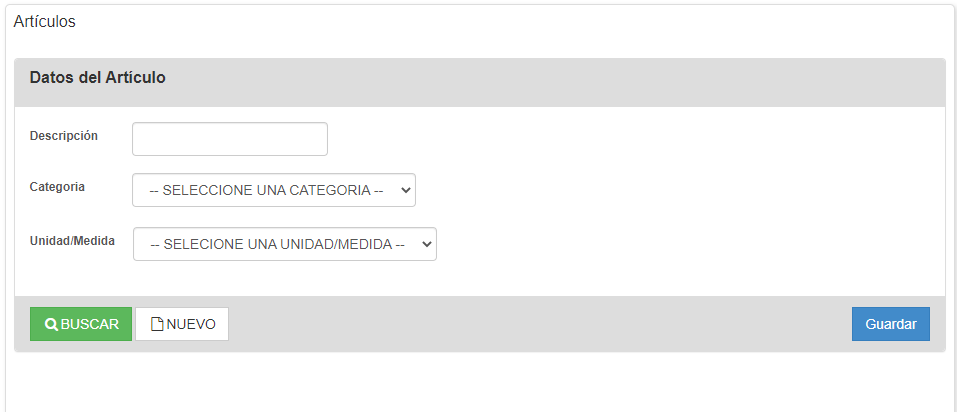 Artículos
Datos del Artículo
Descripción
Categoria -- SELECCIONE UNA CATEGORIA --
Unidad/Medida -- SELECIONE UNA UNIDAD/MEDIDA --
BUSCAR NUEVO Guardar